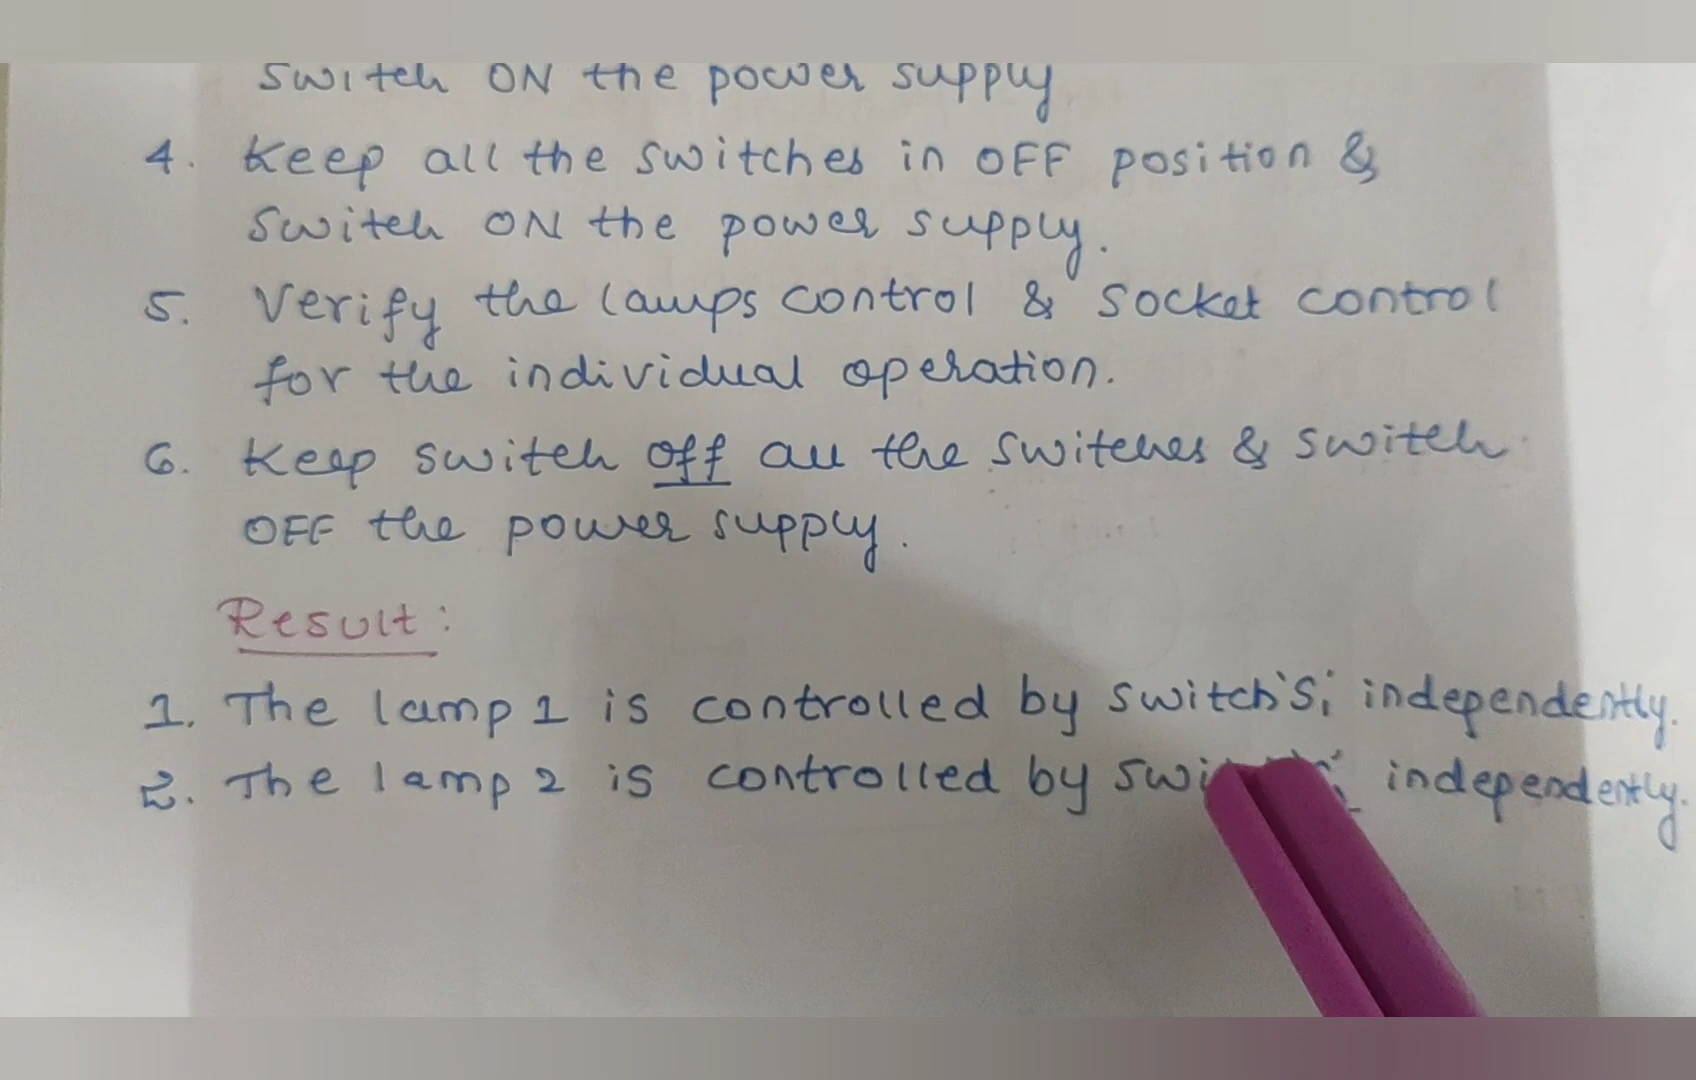 Switch ON the power supply
4. Keep all the switches in OFF position &
Switch ON the power supply.
5. Verify the lamps control & Socket control
for the individual operation.
6. Keep switch off all the switches & switch
OFF the power supply.
Result:
1. The lamp 1 is controlled by switch 'S₁' independently.
2. The lamp 2 is controlled by independently.